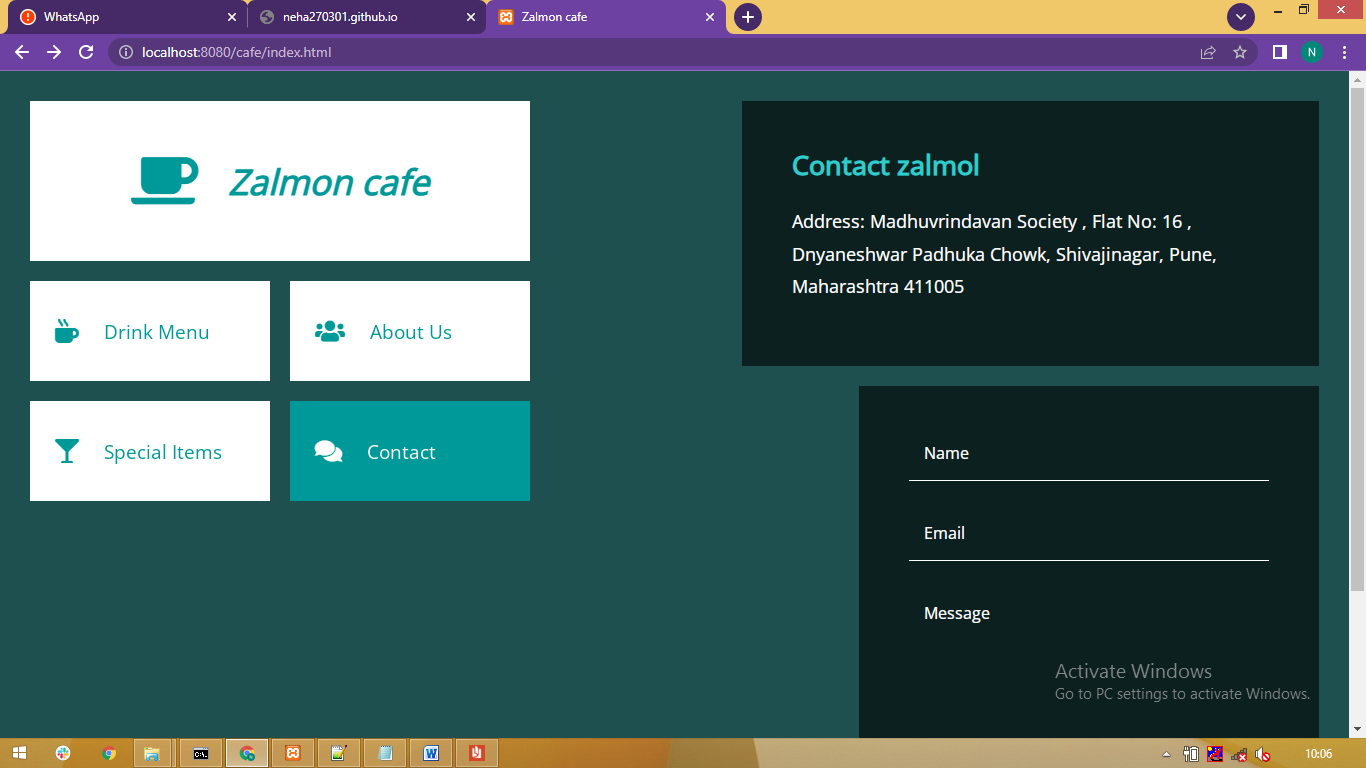 WhatsApp
neha270301.github.io
Zalmon cafe
localhost:8080/cafe/index.html
N
Zalmon cafe
Drink Menu
About Us
Special Items
Contact
Contact zalmol
Address: Madhuvrindavan Society , Flat No: 16 ,
Dnyaneshwar Padhuka Chowk, Shivajinagar, Pune,
Maharashtra 411005
Name
Email
Message
Activate Windows
Go to PC settings to activate Windows.
10:06